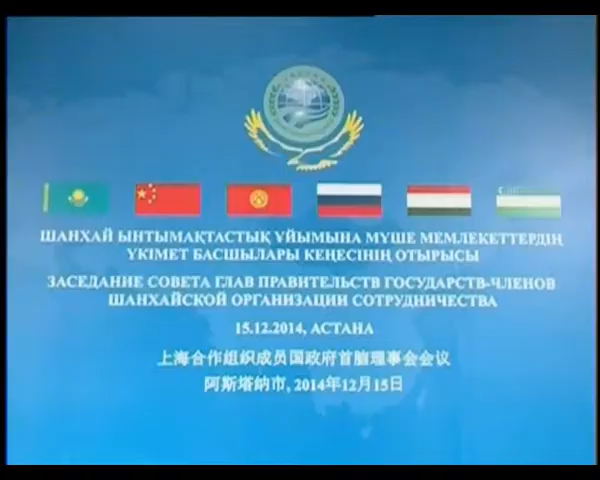 ШАНХАЙ ЫНТЫМАҚТАСТЫҚ ҰЙЫМЫНА МҮШЕ МЕМЛЕКЕТТЕРДІҢ
ҮКІМЕТ БАСШЫЛАРЫ КЕҢЕСІНІҢ ОТЫРЫСЫ
ЗАСЕДАНИЕ СОВЕТА ГЛАВ ПРАВИТЕЛЬСТВ ГОСУДАРСТВ-ЧЛЕНОВ
ШАНХАЙСКОЙ ОРГАНИЗАЦИИ СОТРУДНИЧЕСТВА
15.12.2014, АСТАНА
上海合作组织成员国政府首脑理事会会议
阿斯塔纳市, 2014年12月15日